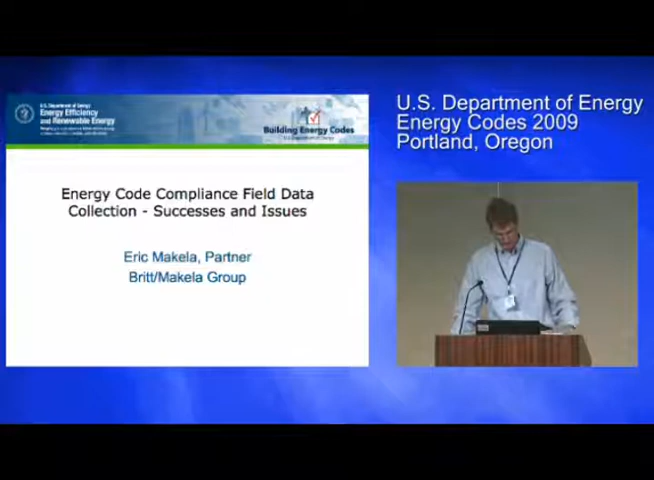 U.S. Department of Energy
Energy Efficiency
and Renewable Energy
Building Energy Codes
Energy Code Compliance Field Data
Collection - Successes and Issues
Eric Makela, Partner
Britt/Makela Group
U.S. Department of Energy
Energy Codes 2009
Portland, Oregon